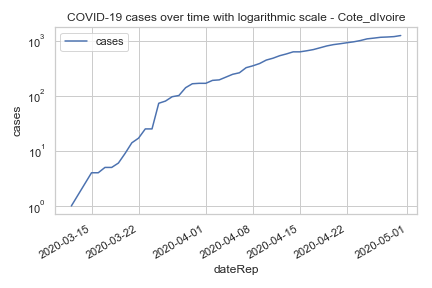 COVID-19 cases over time with logarithmic scale - Cote_dIvoire
cases
10³
10²
10¹
10⁰
cases
2020-03-15
2020-03-22
2020-04-01
2020-04-08
2020-04-15
2020-04-22
2020-05-01
dateRep